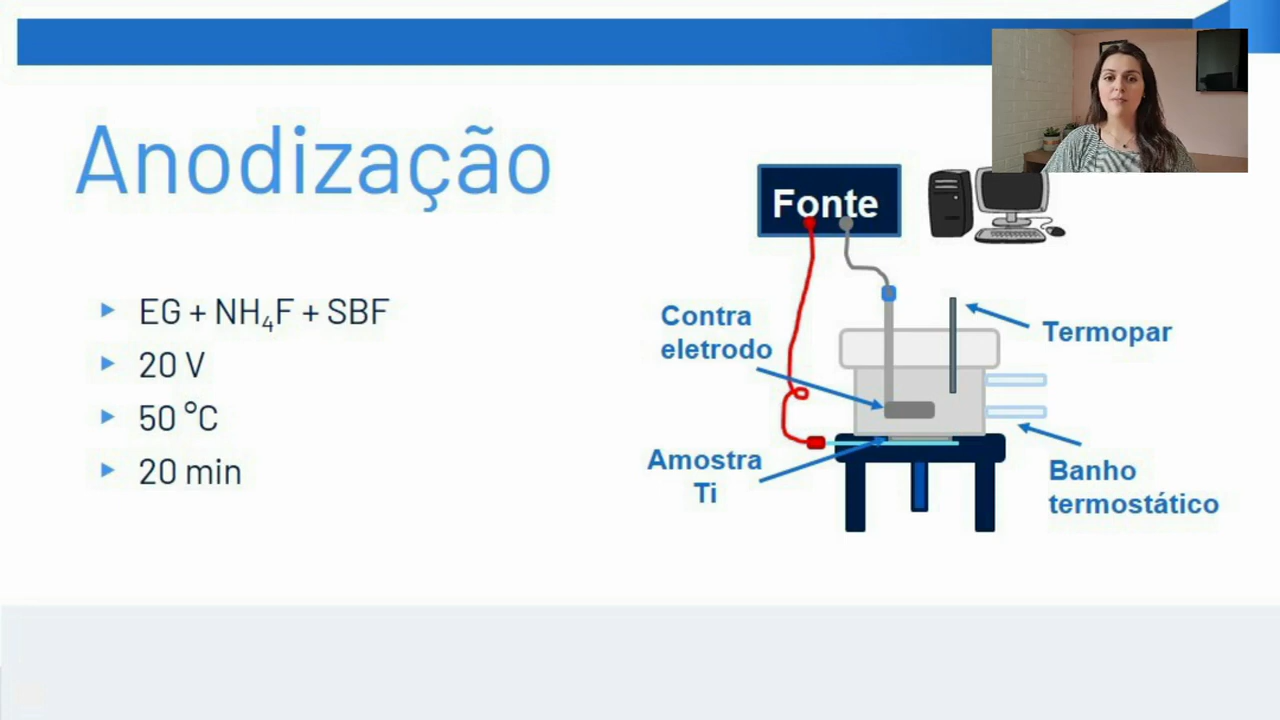 Anodização
EG + NH₄F + SBF
20 V
50 °C
20 min
Fonte
Contra
eletrodo
Termopar
Amostra
Ti
Banho
termostático